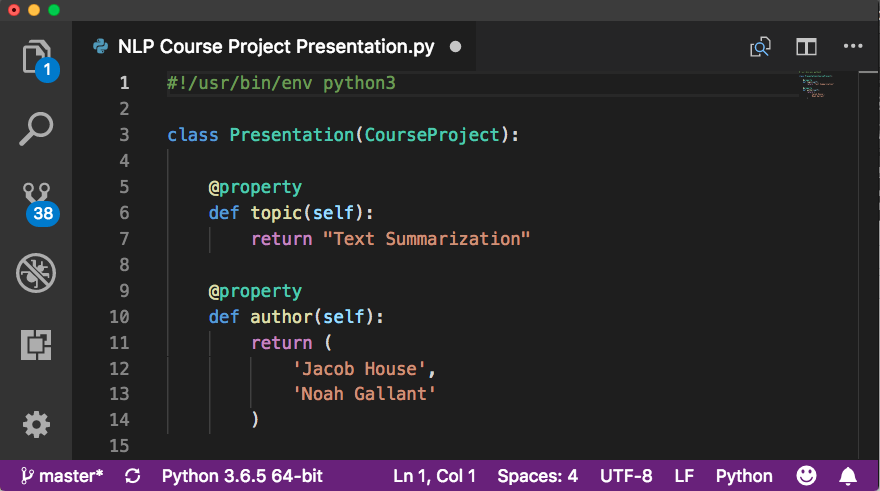 NLP Course Project Presentation.py
1
38
1 #!/usr/bin/env python3
2
3 class Presentation(CourseProject):
4
5 @property
6 def topic(self):
7 return "Text Summarization"
8
9 @property
10 def author(self):
11 return (
12 'Jacob House',
13 'Noah Gallant'
14 )
15
master* Python 3.6.5 64-bit Ln 1, Col 1 Spaces: 4 UTF-8 LF Python